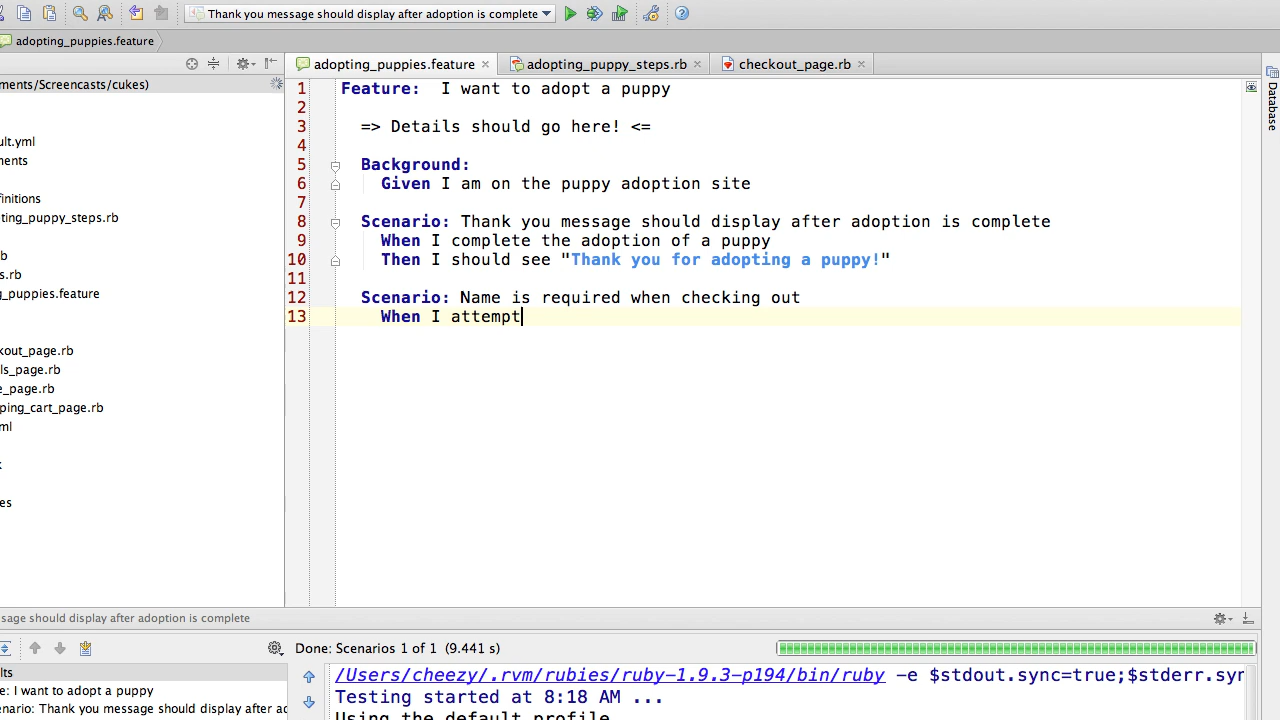 Thank you message should display after adoption is complete
adopting_puppies.feature
ments/Screencasts/cukes)
adopting_puppies.feature
adopting_puppy_steps.rb
checkout_page.rb
Database
ult.yml
ments
finitions
ting_puppy_steps.rb
b
s.rb
g_puppies.feature
kout_page.rb
ls_page.rb
e_page.rb
ping_cart_page.rb
ml
k
es
1 Feature:  I want to adopt a puppy
2
3 => Details should go here! <=
4
5 Background:
6 Given I am on the puppy adoption site
7
8 Scenario: Thank you message should display after adoption is complete
9 When I complete the adoption of a puppy
10 Then I should see "Thank you for adopting a puppy!"
11
12 Scenario: Name is required when checking out
13 When I attempt
sage should display after adoption is complete
Done: Scenarios 1 of 1 (9.441 s)
lts
e: I want to adopt a puppy
enario: Thank you message should display after ad
/Users/cheezy/.rvm/rubies/ruby-1.9.3-p194/bin/ruby -e $stdout.sync=true;$stderr.syn
Testing started at 8:18 AM ...
Using the default profile